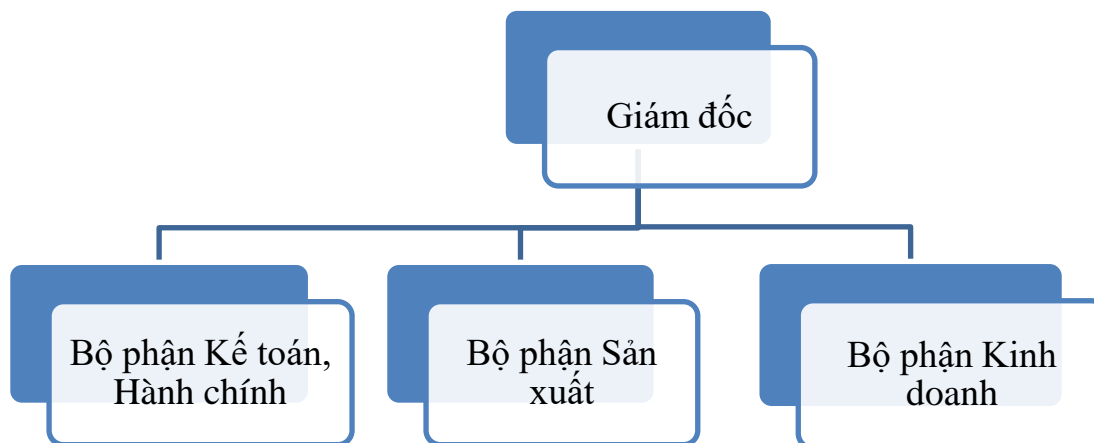 Giám đốc
Bộ phận Kế toán,
Hành chính
Bộ phận Sản
xuất
Bộ phận Kinh
doanh